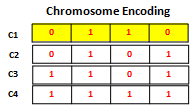 Chromosome Encoding
C1 0 1 1 0
C2 0 1 0 1
C3 1 1 0 1
C4 1 1 1 1